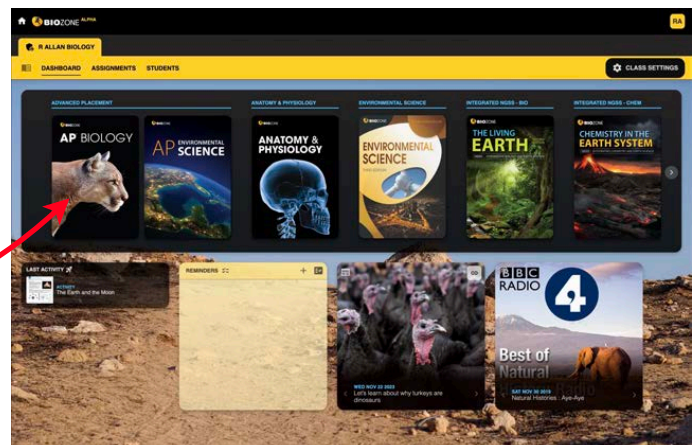 BIOZONE ALPHA
RA
R ALLAN BIOLOGY
DASHBOARD ASSIGNMENTS STUDENTS
CLASS SETTINGS
ADVANCED PLACEMENT
ANATOMY & PHYSIOLOGY
ENVIRONMENTAL SCIENCE
INTEGRATED NGSS - BIO
INTEGRATED NGSS - CHEM
BIOZONE
AP BIOLOGY
BIOZONE
AP ENVIRONMENTAL
SCIENCE
BIOZONE
ANATOMY &
PHYSIOLOGY
BIOZONE
ENVIRONMENTAL
SCIENCE
BIOZONE
THE LIVING
EARTH
BIOZONE
CHEMISTRY IN THE
EARTH SYSTEM
LAST ACTIVITY
ACTIVITY
The Earth and the Moon
REMINDERS
WED NOV 22 2023
Let's learn about why turkeys are
dinosaurs
BBC
RADIO
4
Best of
Natural
SAT NOV 30 2019
Natural Histories : Aye-Aye